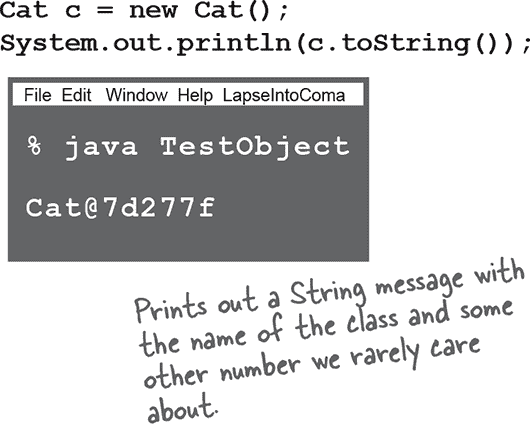 Cat c = new Cat();
System.out.println(c.toString());
File Edit Window Help LapseIntoComa
% java TestObject
Cat@7d277f
Prints out a String message with
the name of the class and some
other number we rarely care
about.